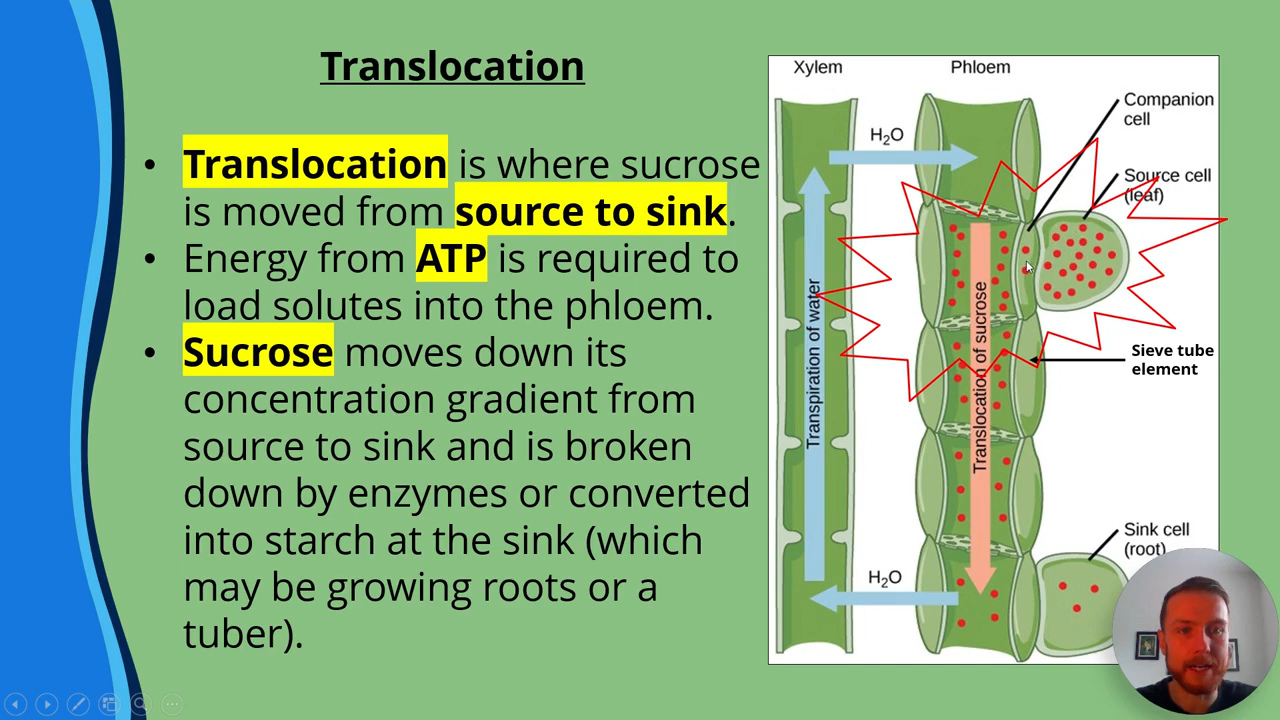 Translocation
• Translocation is where sucrose
is moved from source to sink.
• Energy from ATP is required to
load solutes into the phloem.
• Sucrose moves down its
concentration gradient from
source to sink and is broken
down by enzymes or converted
into starch at the sink (which
may be growing roots or a
tuber).
Xylem
Phloem
Companion
cell
H2O
Source cell
(leaf)
Transpiration of water
Translocation of sucrose
Sieve tube
element
Sink cell
(root)
H2O